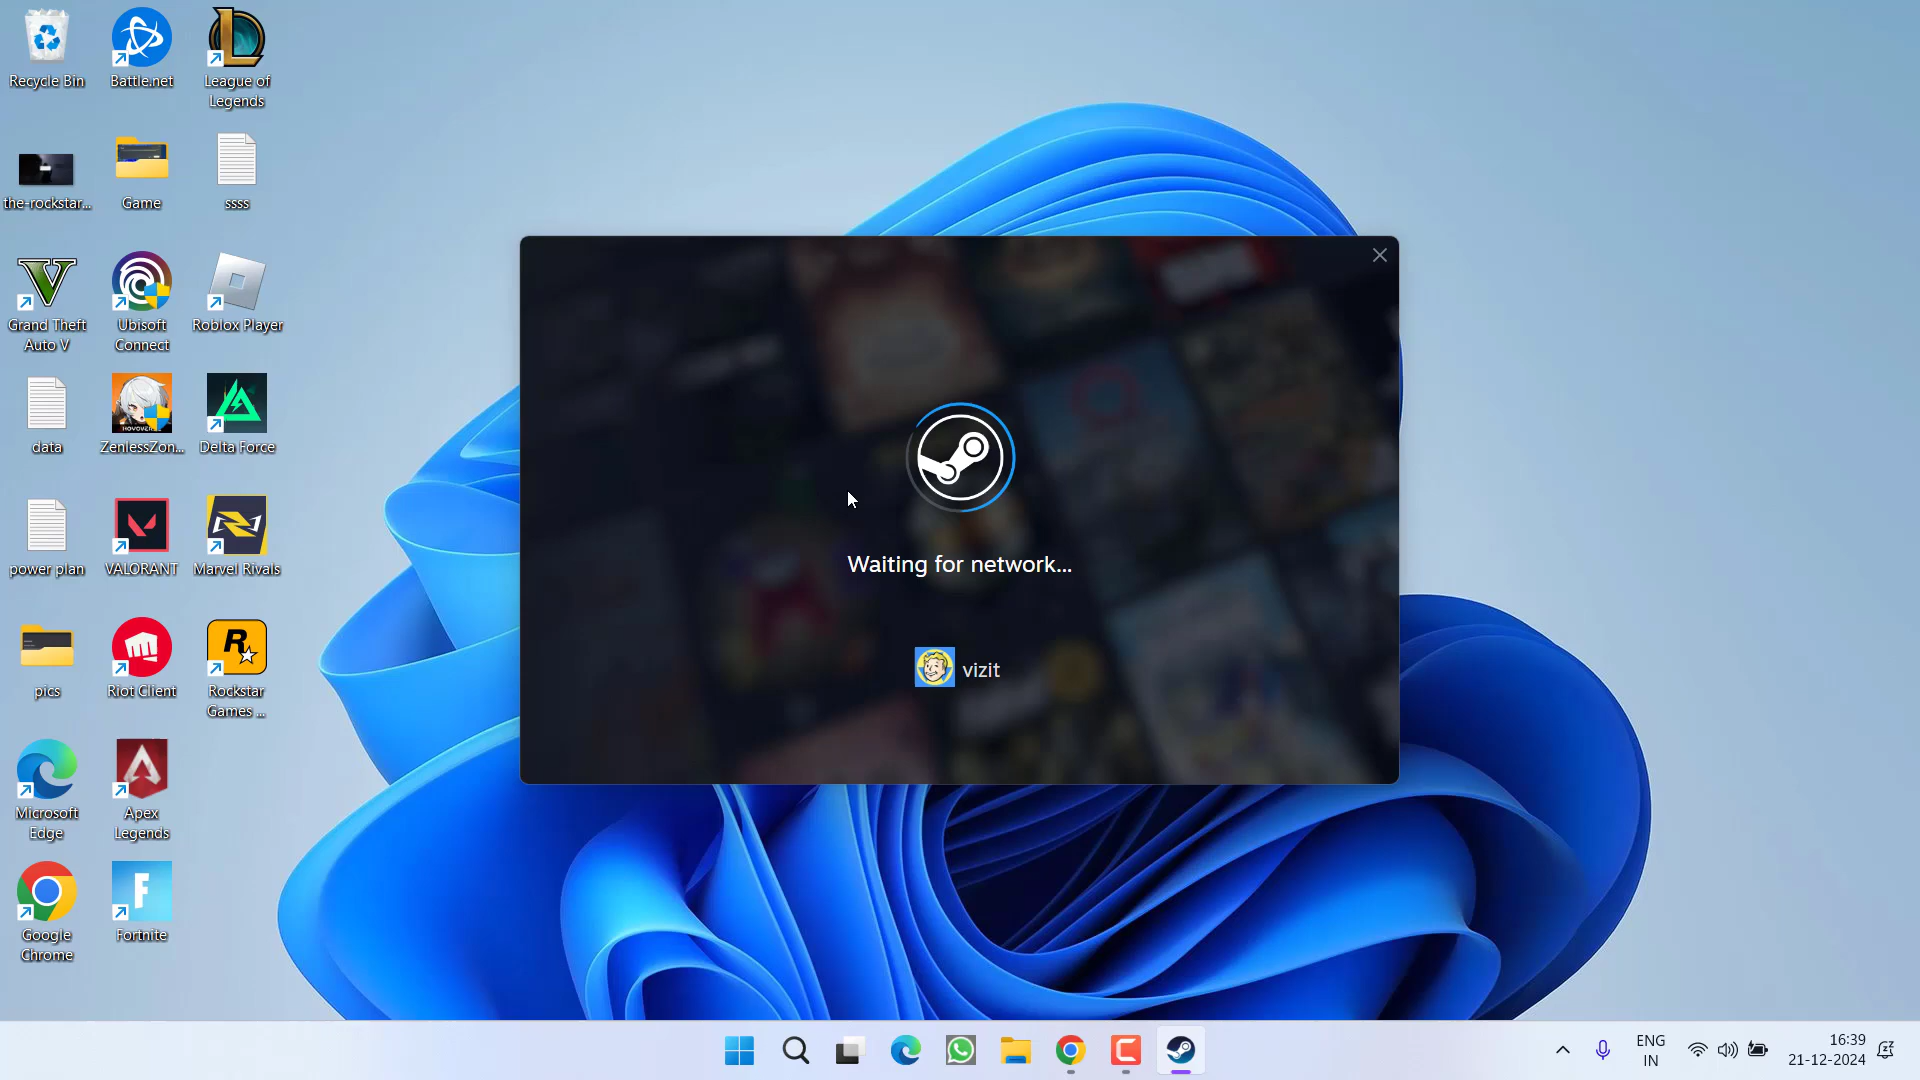 Recycle Bin
Battle.net
League of
Legends
the-rockstar...
Game
ssss
Grand Theft
Auto V
Ubisoft
Connect
Roblox Player
data
ZenlessZon...
Delta Force
power plan
VALORANT
Marvel Rivals
pics
Riot Client
Rockstar
Games ...
Microsoft
Edge
Apex
Legends
Google
Chrome
Fortnite
Waiting for network...
vizit
ENG
IN
16:39
21-12-2024